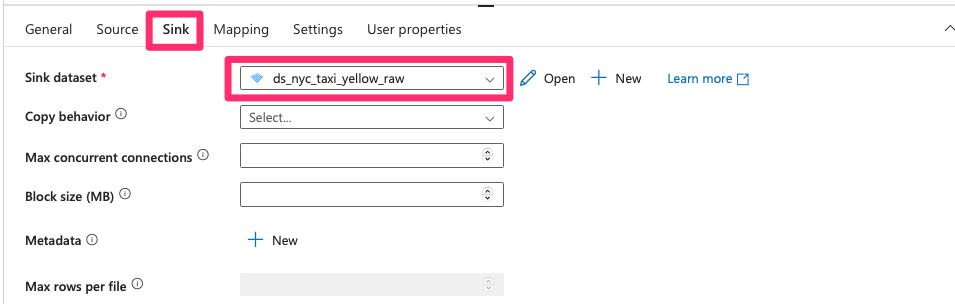 General Source Sink Mapping Settings User properties
Sink dataset * ds_nyc_taxi_yellow_raw Open New Learn more
Copy behavior Select...
Max concurrent connections
Block size (MB)
Metadata New
Max rows per file